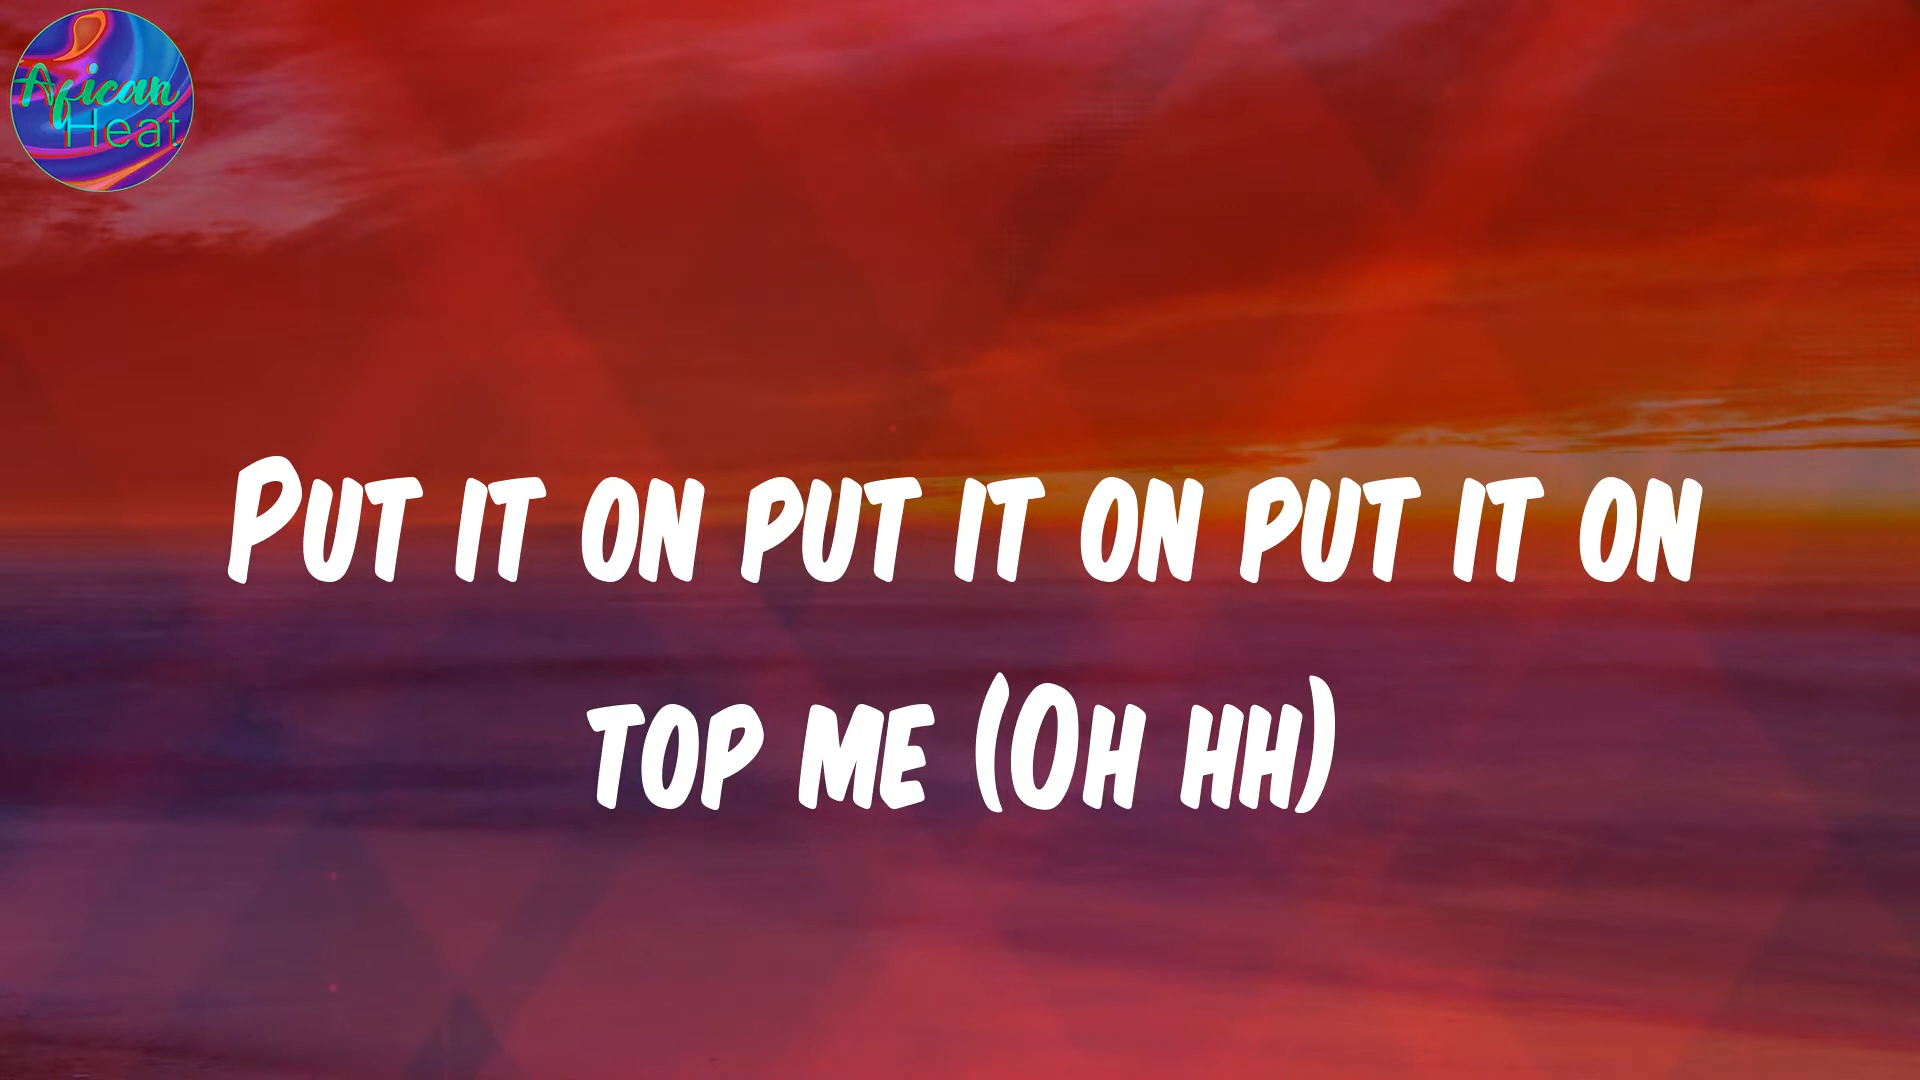 Afican
Heat
Put it on put it on put it on
top me (Oh hh)